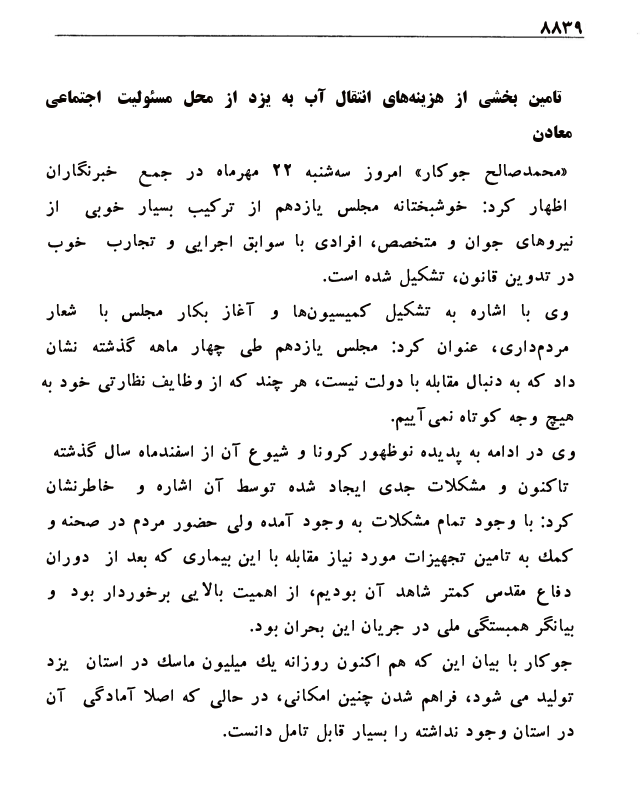 ۸۸۳۹
تامین بخشی از هزینه‌های انتقال آب به یزد از محل مسئولیت اجتماعی
معادن
«محمدصالح جوکار» امروز سه‌شنبه ۲۲ مهرماه در جمع خبرنگاران
اظهار کرد: خوشبختانه مجلس یازدهم از ترکیب بسیار خوبی از
نیروهای جوان و متخصص، افرادی با سوابق اجرایی و تجارب خوب
در تدوین قانون، تشکیل شده است.
وی با اشاره به تشکیل کمیسیون‌ها و آغاز بکار مجلس با شعار
مردم‌داری، عنوان کرد: مجلس یازدهم طی چهار ماهه گذشته نشان
داد که به دنبال مقابله با دولت نیست، هر چند که از وظایف نظارتی خود به
هیچ وجه کوتاه نمی‌آییم.
وی در ادامه به پدیده نوظهور کرونا و شیوع آن از اسفندماه سال گذشته
تاکنون و مشکلات جدی ایجاد شده توسط آن اشاره و خاطرنشان
کرد: با وجود تمام مشکلات به وجود آمده ولی حضور مردم در صحنه و
کمك به تامین تجهیزات مورد نیاز مقابله با این بیماری که بعد از دوران
دفاع مقدس کمتر شاهد آن بودیم، از اهمیت بالایی برخوردار بود و
بیانگر همبستگی ملی در جریان این بحران بود.
جوکار با بیان این که هم اکنون روزانه یك میلیون ماسك در استان یزد
تولید می شود، فراهم شدن چنین امکانی، در حالی که اصلا آمادگی آن
در استان وجود نداشته را بسیار قابل تامل دانست.